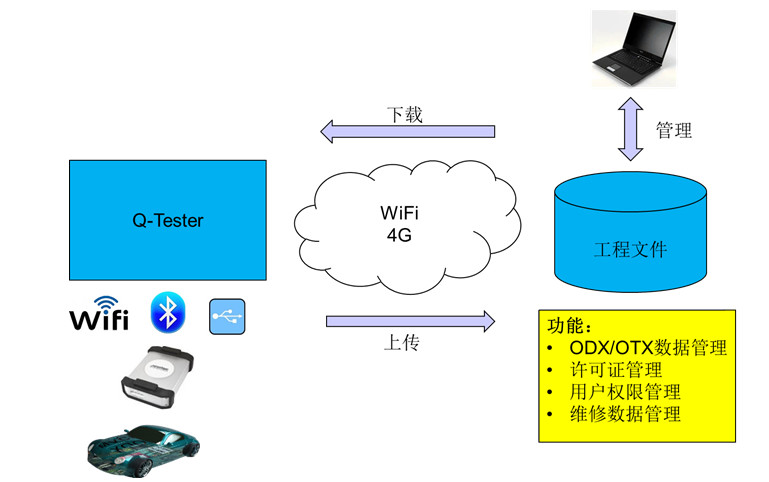 下载
管理
Q-Tester
WiFi
4G
工程文件
WiFi
上传
功能：
• ODX/OTX数据管理
• 许可证管理
• 用户权限管理
• 维修数据管理